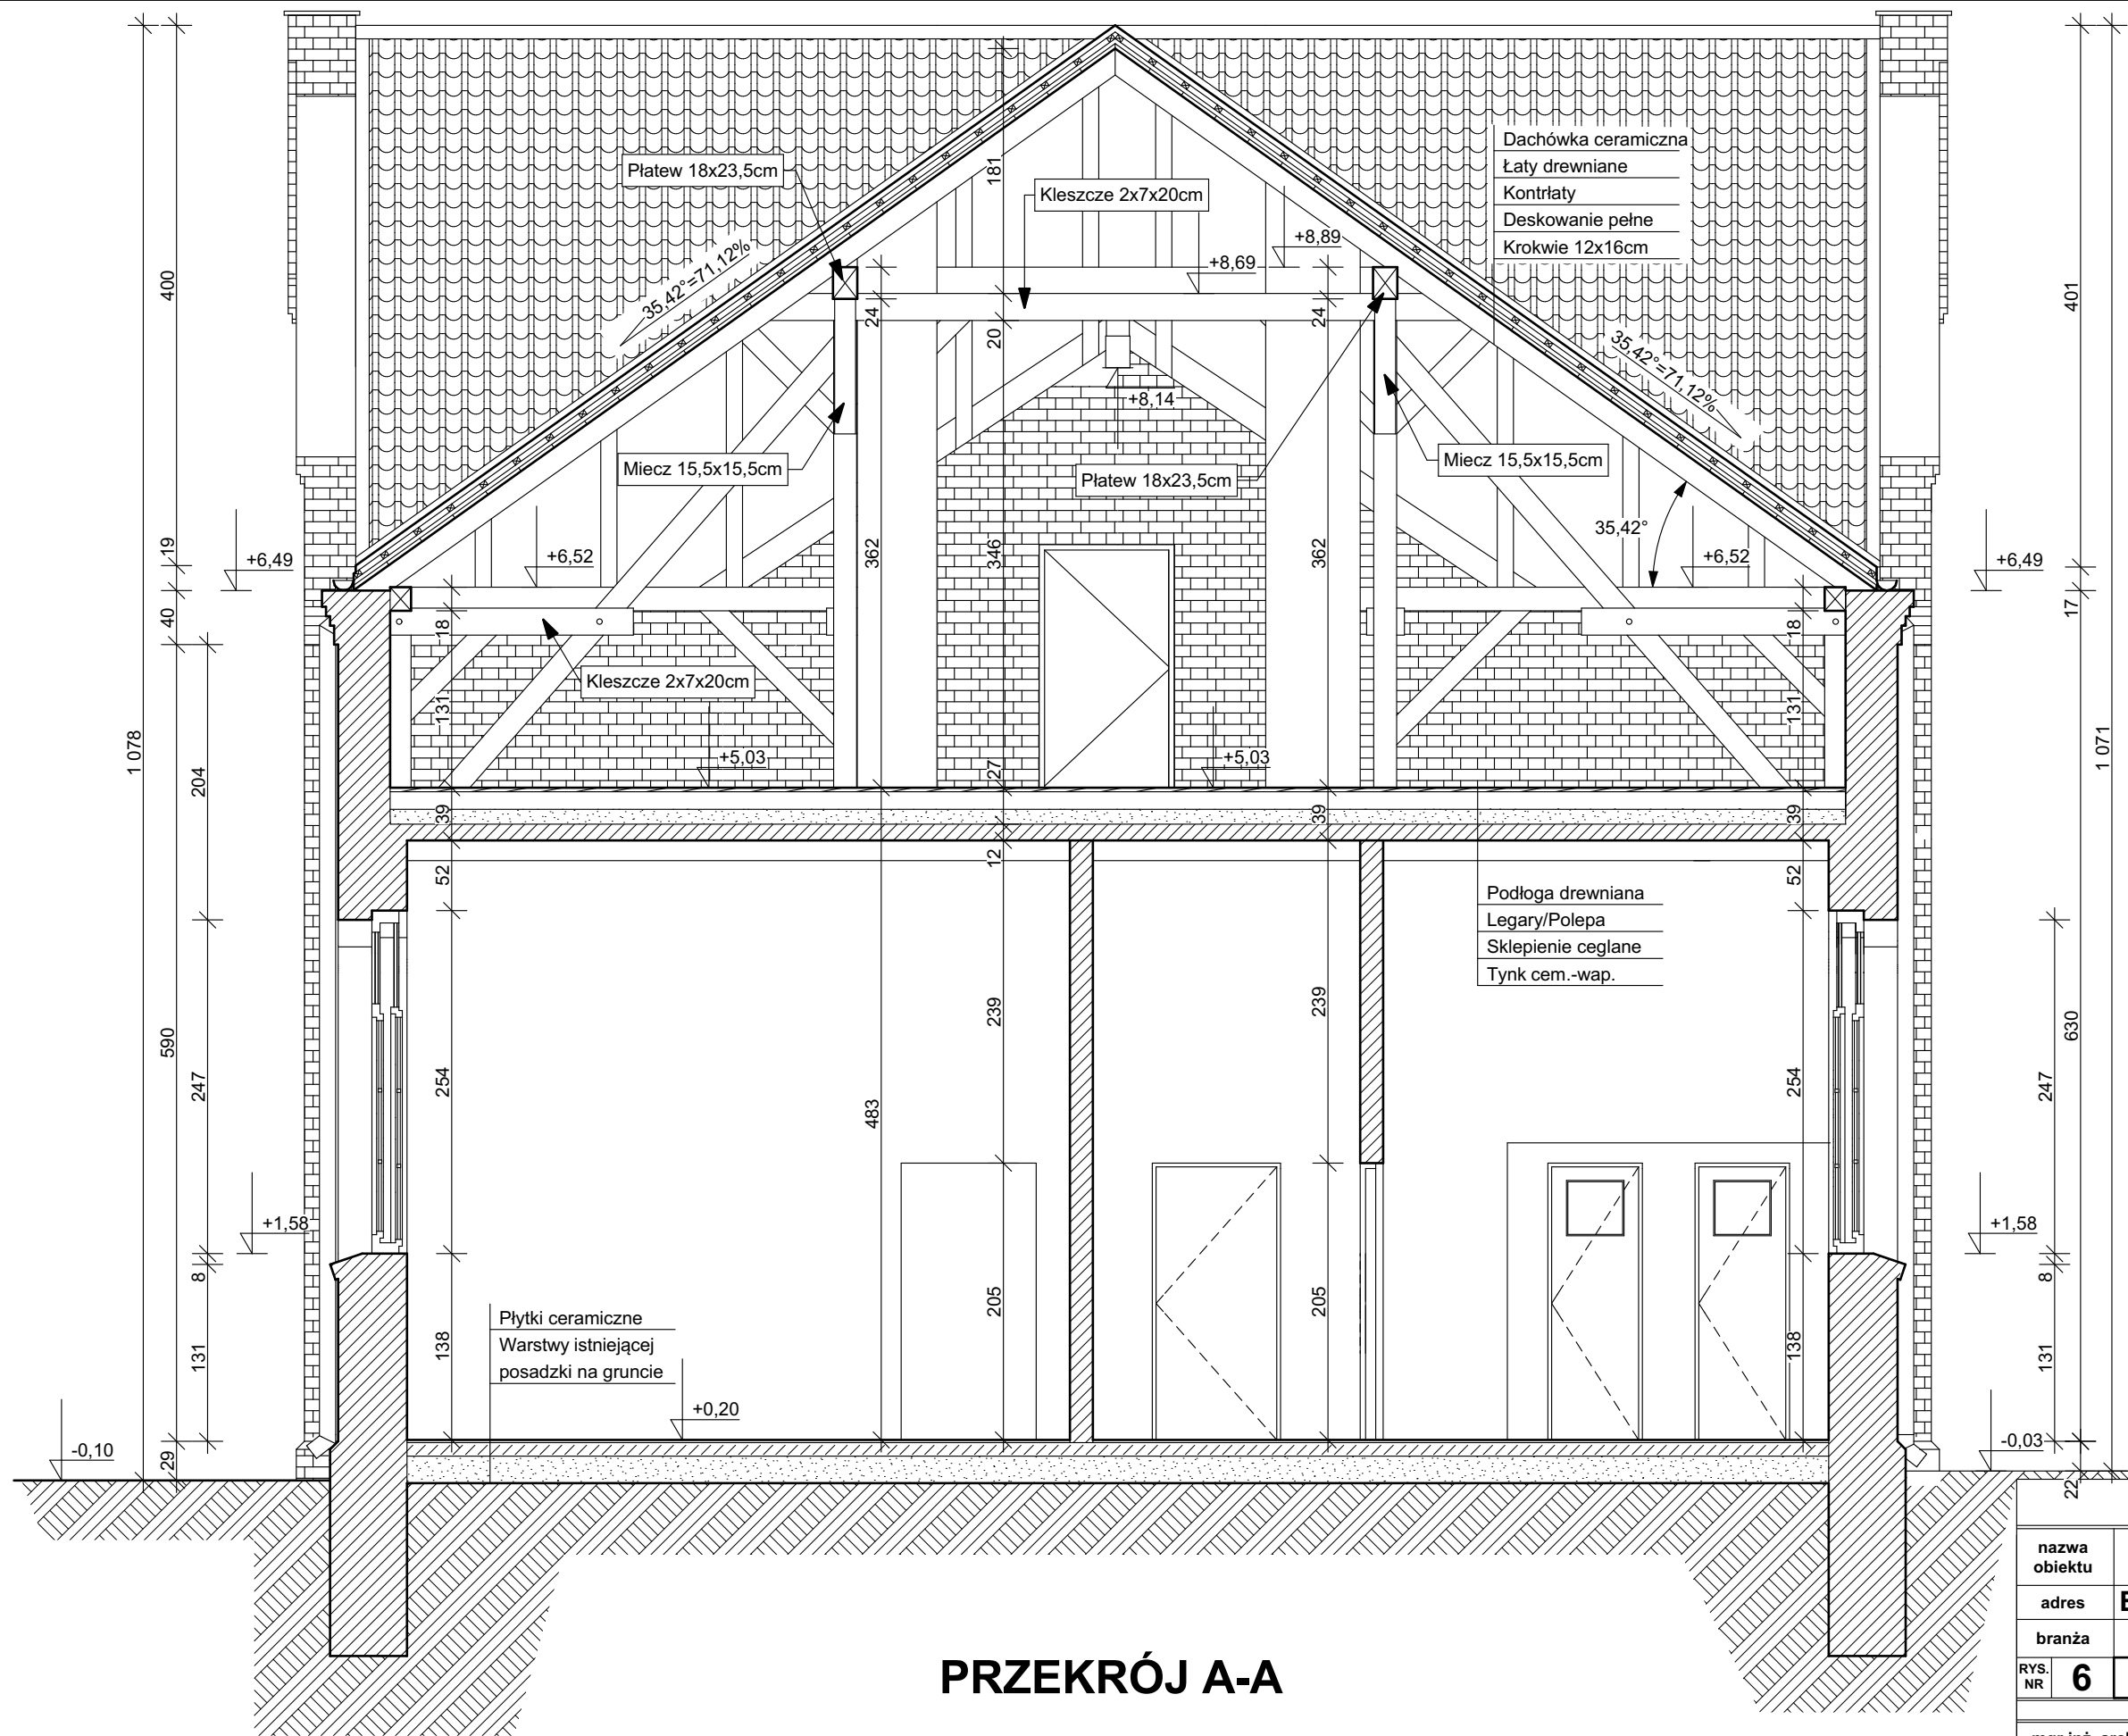 Płatew 18x23,5cm
Kleszcze 2x7x20cm
Dachówka ceramiczna
Łaty drewniane
Kontrłaty
Deskowanie pełne
Krokwie 12x16cm
181
+8,89
+8,69
35,42°=71,12%
35,42°=71,12%
400
401
24
20
24
+8,14
Miecz 15,5x15,5cm
Płatew 18x23,5cm
Miecz 15,5x15,5cm
35,42°
19
+6,49
+6,52
362
346
362
+6,52
+6,49
40
18
18
17
Kleszcze 2x7x20cm
131
131
1 078
204
+5,03
27
+5,03
1 071
39
39
39
52
12
52
Podłoga drewniana
Legary/Polepa
Sklepienie ceglane
Tynk cem.-wap.
590
247
254
483
239
239
254
247
630
+1,58
+1,58
8
8
131
138
205
205
138
131
Płytki ceramiczne
Warstwy istniejącej
posadzki na gruncie
+0,20
-0,10
29
-0,03
22
nazwa
obiektu
adres
branża
RYS.
NR
6
PRZEKRÓJ A-A